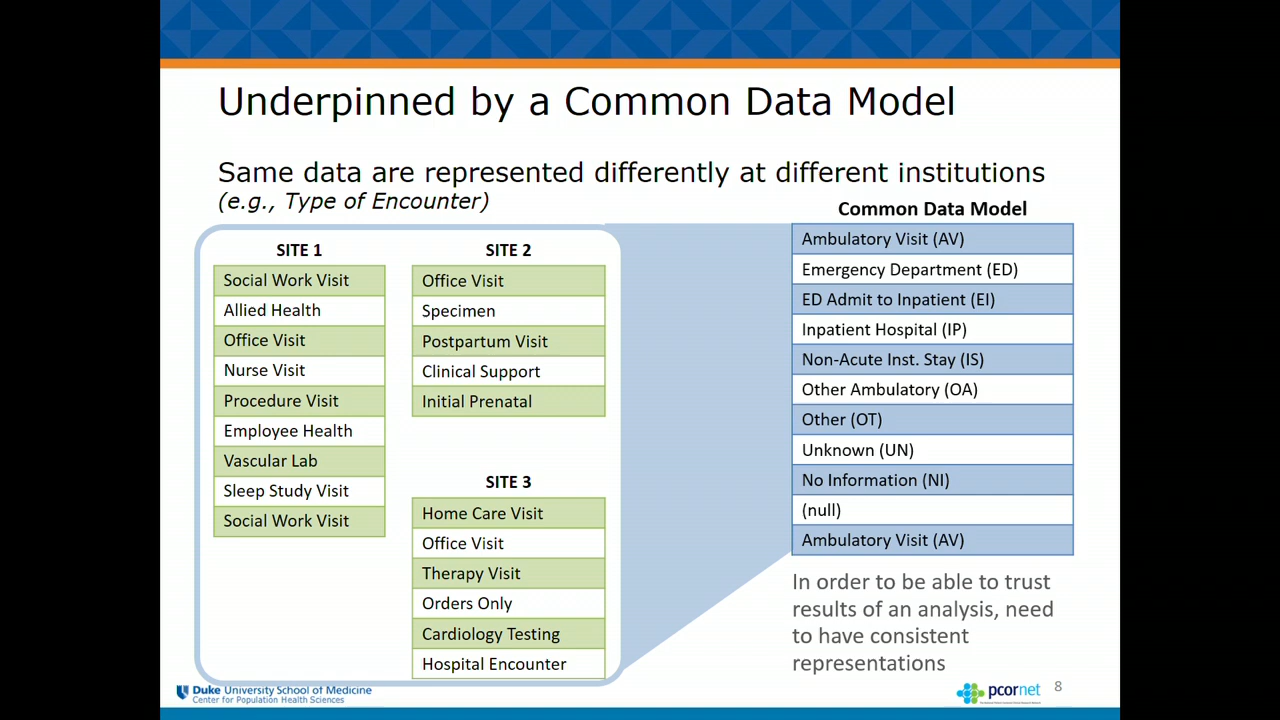 Underpinned by a Common Data Model
Same data are represented differently at different institutions
(e.g., Type of Encounter)
SITE 1
Social Work Visit
Allied Health
Office Visit
Nurse Visit
Procedure Visit
Employee Health
Vascular Lab
Sleep Study Visit
Social Work Visit
SITE 2
Office Visit
Specimen
Postpartum Visit
Clinical Support
Initial Prenatal
SITE 3
Home Care Visit
Office Visit
Therapy Visit
Orders Only
Cardiology Testing
Hospital Encounter
Common Data Model
Ambulatory Visit (AV)
Emergency Department (ED)
ED Admit to Inpatient (EI)
Inpatient Hospital (IP)
Non-Acute Inst. Stay (IS)
Other Ambulatory (OA)
Other (OT)
Unknown (UN)
No Information (NI)
(null)
Ambulatory Visit (AV)
In order to be able to trust
results of an analysis, need
to have consistent
representations
Duke University School of Medicine
Center for Population Health Sciences
pcornet
8